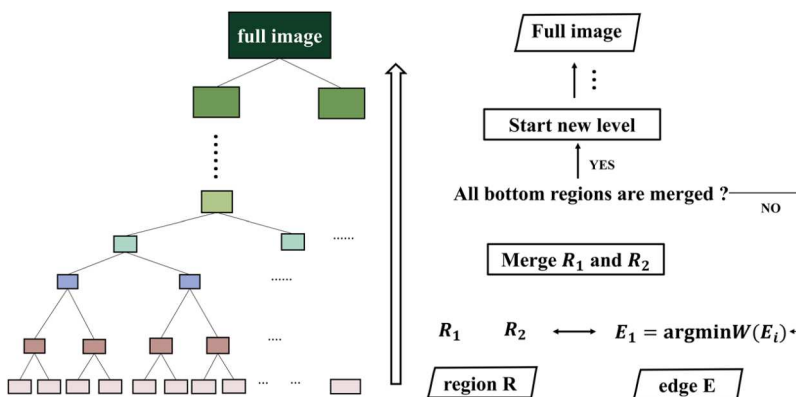 full image
Full image
Start new level
YES
All bottom regions are merged ?
NO
Merge R₁ and R₂
R₁ R₂ E₁ = argminW(Eᵢ)
region R
edge E